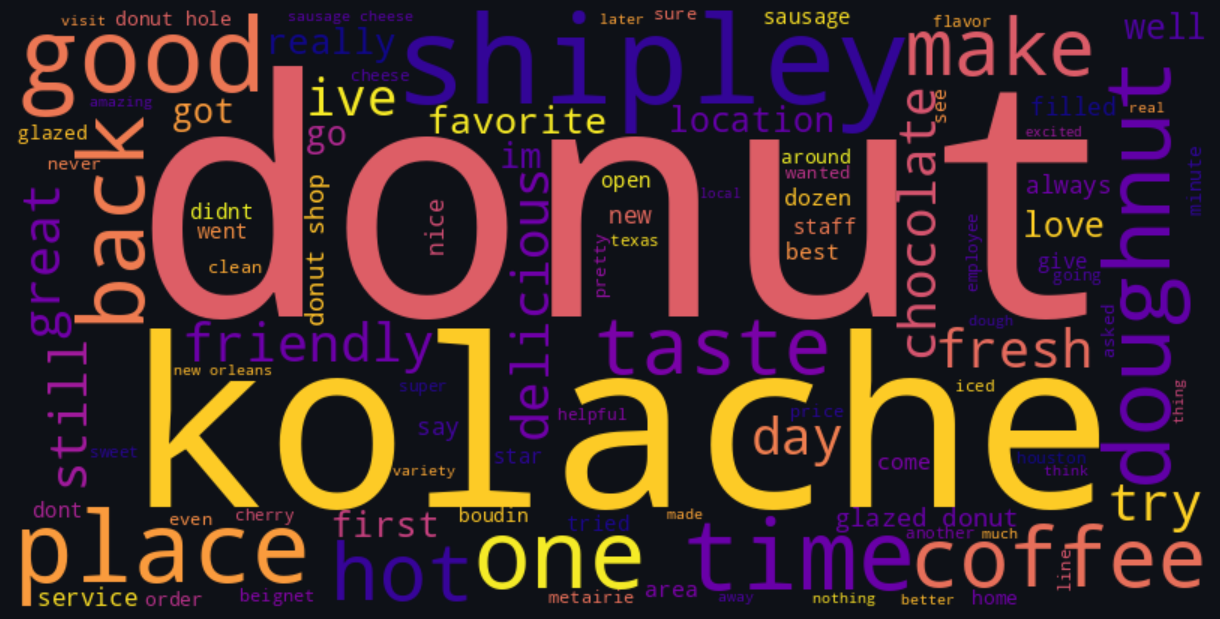 visit
donut hole
sausage cheese
later
sure
sausage
flavor
well
good
really
shipley
make
cheese
amazing
got
ive
see
filled
real
glazed
favorite
location
go
back
never
im
around
excited
wanted
donut
didnt
went
clean
donut shop
nice
delicious
open
new
texas
pretty
local
dozen
staff
best
chocolate
always
love
employee
give
going
doughnut
minute
great
friendly
taste
dough
fresh
asked
still
new orleans
super
kolache
helpful
price
iced
day
thing
say
sweet
variety
star
come
houston
think
try
dont
even
cherry
first
boudin
tried
made
glazed donut
another
much
place
hot
one
time
coffee
line
service
order
beignet
metairie
area
away
nothing
better
home